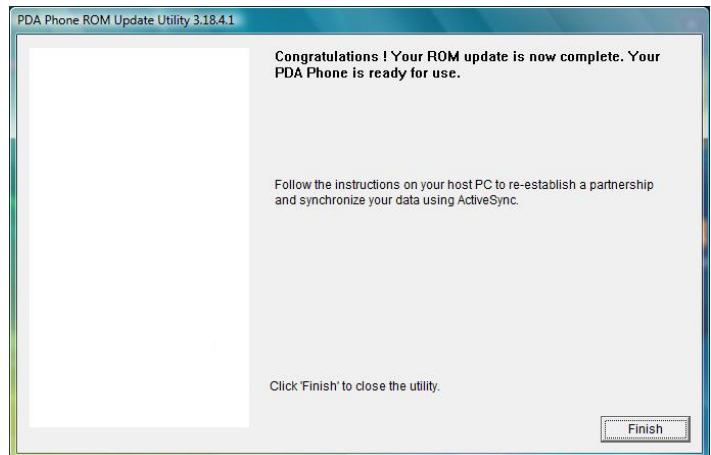 PDA Phone ROM Update Utility 3.18.4.1
Congratulations ! Your ROM update is now complete. Your
PDA Phone is ready for use.
Follow the instructions on your host PC to re-establish a partnership
and synchronize your data using ActiveSync.
Click 'Finish' to close the utility.
Finish